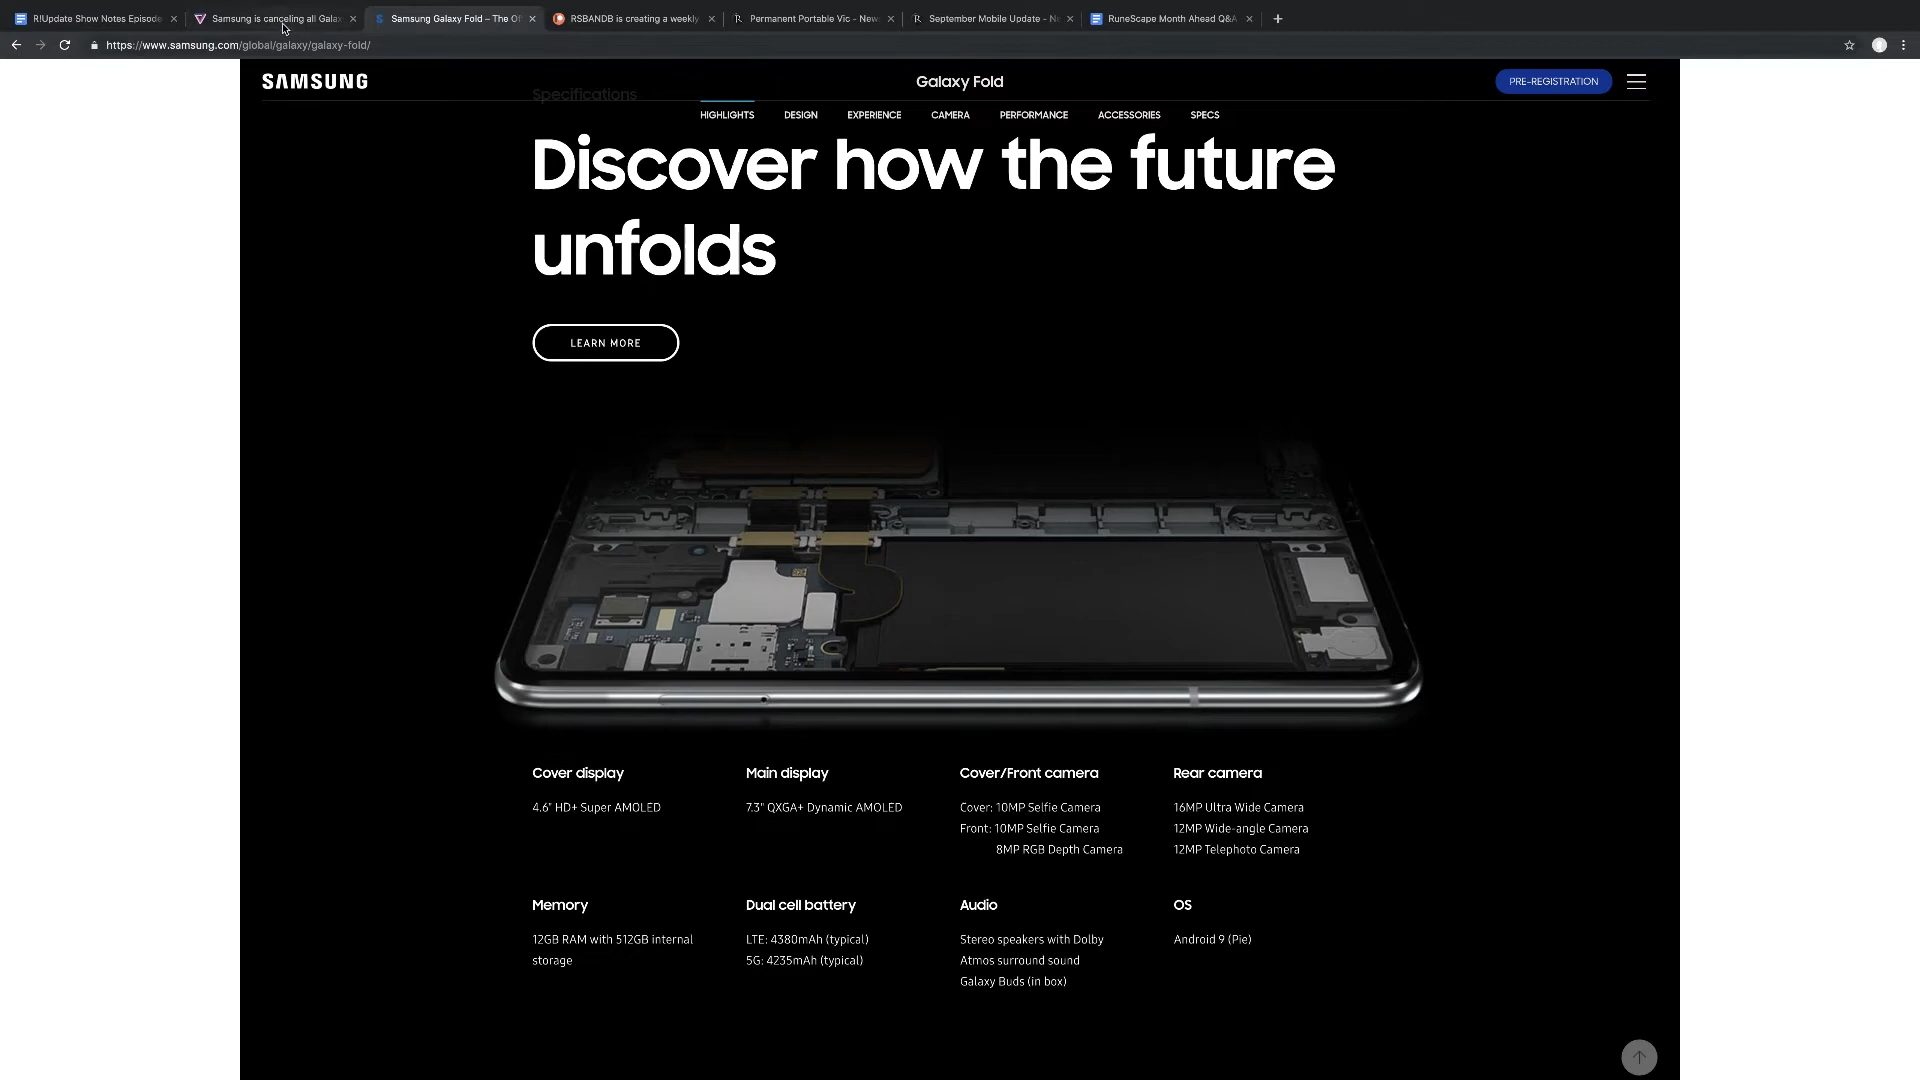 R!Update Show Notes Episode
Samsung is canceling all Galax
Samsung Galaxy Fold – The Of
RSBANDB is creating a weekly
Permanent Portable Vic - New
September Mobile Update - N
RuneScape Month Ahead Q&A
https://www.samsung.com/global/galaxy/galaxy-fold/
SAMSUNG
Galaxy Fold
PRE-REGISTRATION
Specifications
HIGHLIGHTS
DESIGN
EXPERIENCE
CAMERA
PERFORMANCE
ACCESSORIES
SPECS
Discover how the future
unfolds
LEARN MORE
Cover display
4.6" HD+ Super AMOLED
Main display
7.3" QXGA+ Dynamic AMOLED
Cover/Front camera
Cover: 10MP Selfie Camera
Front: 10MP Selfie Camera
8MP RGB Depth Camera
Rear camera
16MP Ultra Wide Camera
12MP Wide-angle Camera
12MP Telephoto Camera
Memory
12GB RAM with 512GB internal
storage
Dual cell battery
LTE: 4380mAh (typical)
5G: 4235mAh (typical)
Audio
Stereo speakers with Dolby
Atmos surround sound
Galaxy Buds (in box)
OS
Android 9 (Pie)